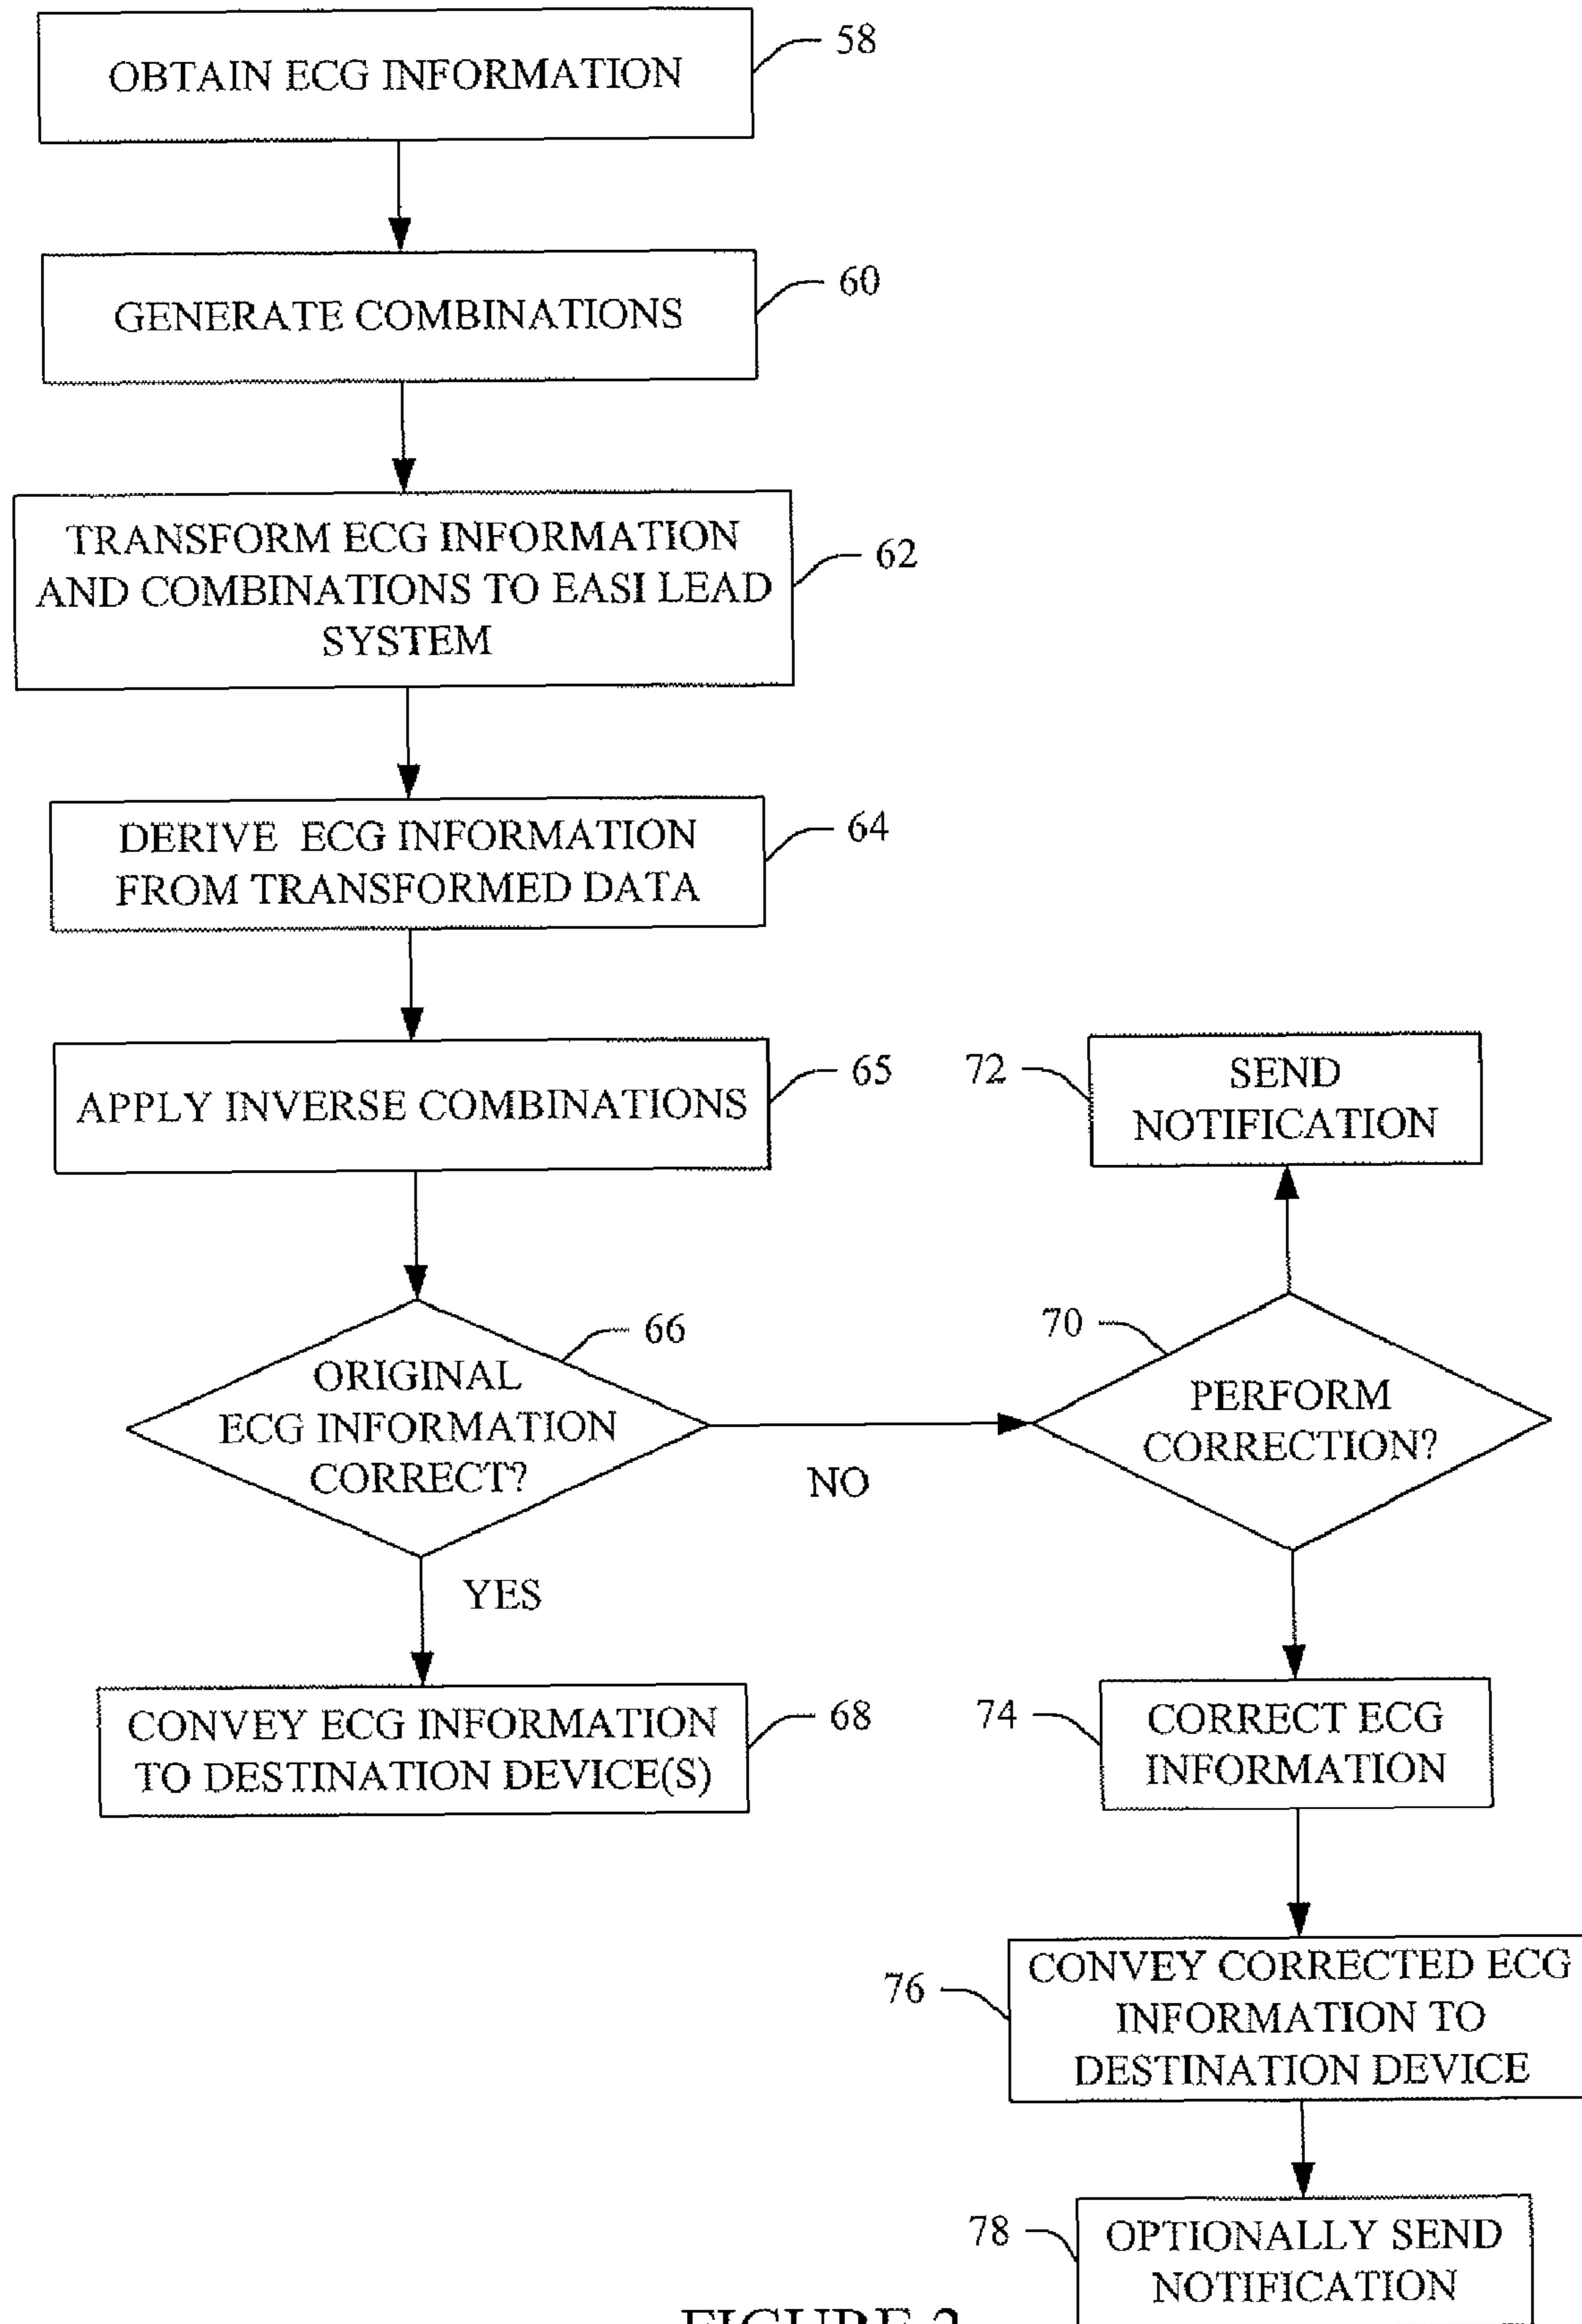 OBTAIN ECG INFORMATION
58
GENERATE COMBINATIONS
60
TRANSFORM ECG INFORMATION
AND COMBINATIONS TO EASI LEAD
SYSTEM
62
DERIVE ECG INFORMATION
FROM TRANSFORMED DATA
64
APPLY INVERSE COMBINATIONS
65
72
SEND
NOTIFICATION
66
ORIGINAL
ECG INFORMATION
CORRECT?
NO
70
PERFORM
CORRECTION?
YES
CONVEY ECG INFORMATION
TO DESTINATION DEVICE(S)
68
74
CORRECT ECG
INFORMATION
76
CONVEY CORRECTED ECG
INFORMATION TO
DESTINATION DEVICE
78
OPTIONALLY SEND
NOTIFICATION